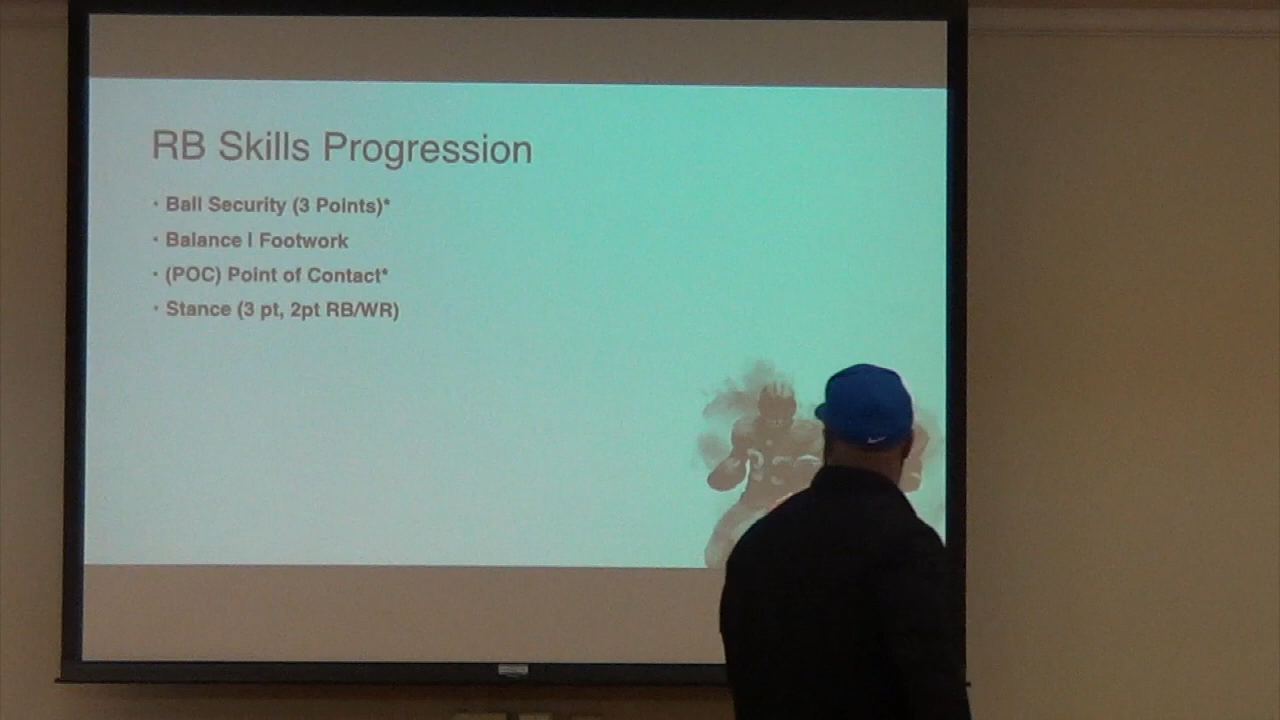 RB Skills Progression
· Ball Security (3 Points)*
· Balance | Footwork
· (POC) Point of Contact*
· Stance (3 pt, 2pt RB/WR)